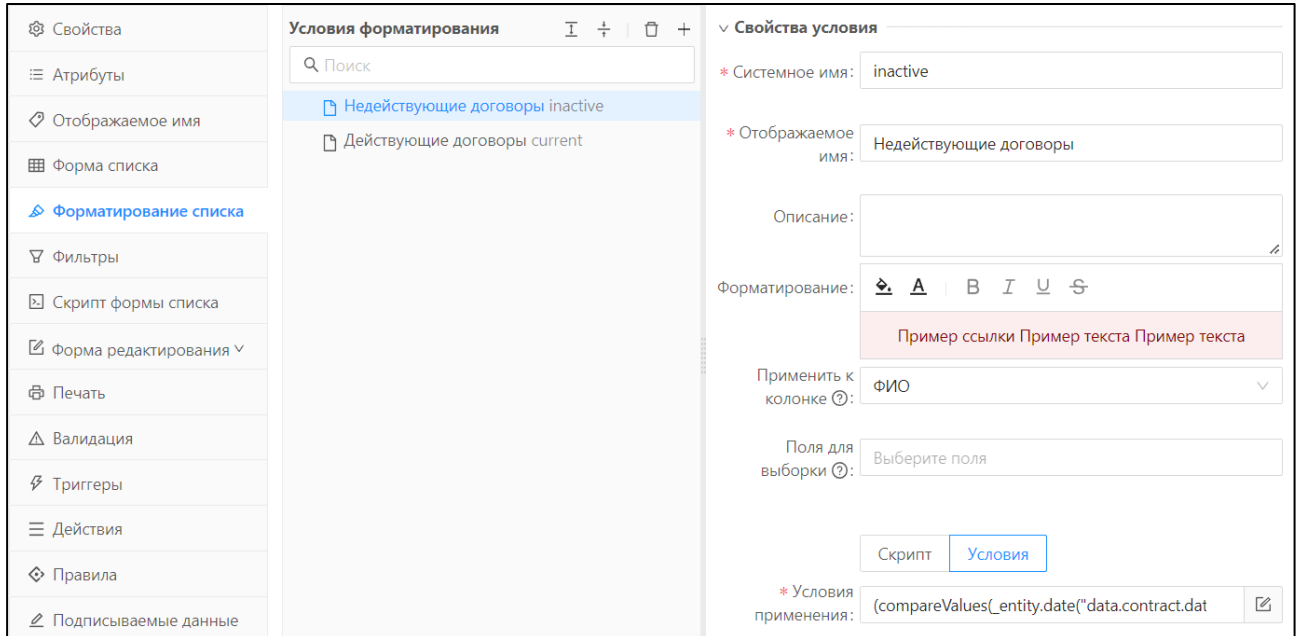 Свойства
Атрибуты
Отображаемое имя
Форма списка
Форматирование списка
Фильтры
Скрипт формы списка
Форма редактирования
Печать
Валидация
Триггеры
Действия
Правила
Подписываемые данные
Условия форматирования
Поиск
Недействующие договоры inactive
Действующие договоры current
Свойства условия
* Системное имя: inactive
* Отображаемое
имя: Недействующие договоры
Описание:
Форматирование: A B I U S
Пример ссылки Пример текста Пример текста
Применить к
колонке ?: ФИО
Поля для
выборки ?: Выберите поля
Скрипт Условия
* Условия
применения: (compareValues(_entity.date("data.contract.dat